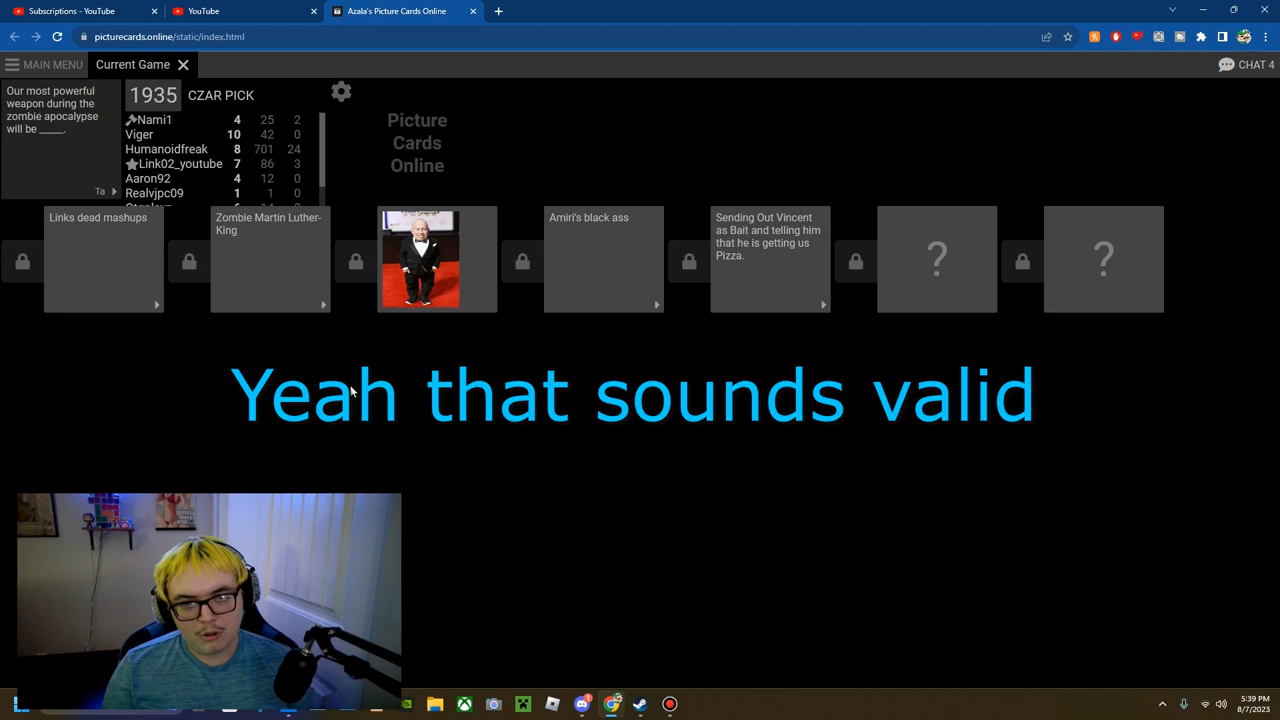 Subscriptions - YouTube
YouTube
Azala's Picture Cards Online
picturecards.online/static/index.html
MAIN MENU
Current Game
CHAT 4
Our most powerful
weapon during the
zombie apocalypse
will be _____.
Ta
1935 CZAR PICK
Nami1 4 25 2
Viger 10 42 0
Humanoidfreak 8 701 24
Link02_youtube 7 86 3
Aaron92 4 12 0
Realvjpc09 1 1 0
Picture
Cards
Online
Links dead mashups
Zombie Martin Luther-
King
Amiri's black ass
Sending Out Vincent
as Bait and telling him
that he is getting us
Pizza.
?
?
Yeah that sounds valid
5:39 PM
8/7/2023